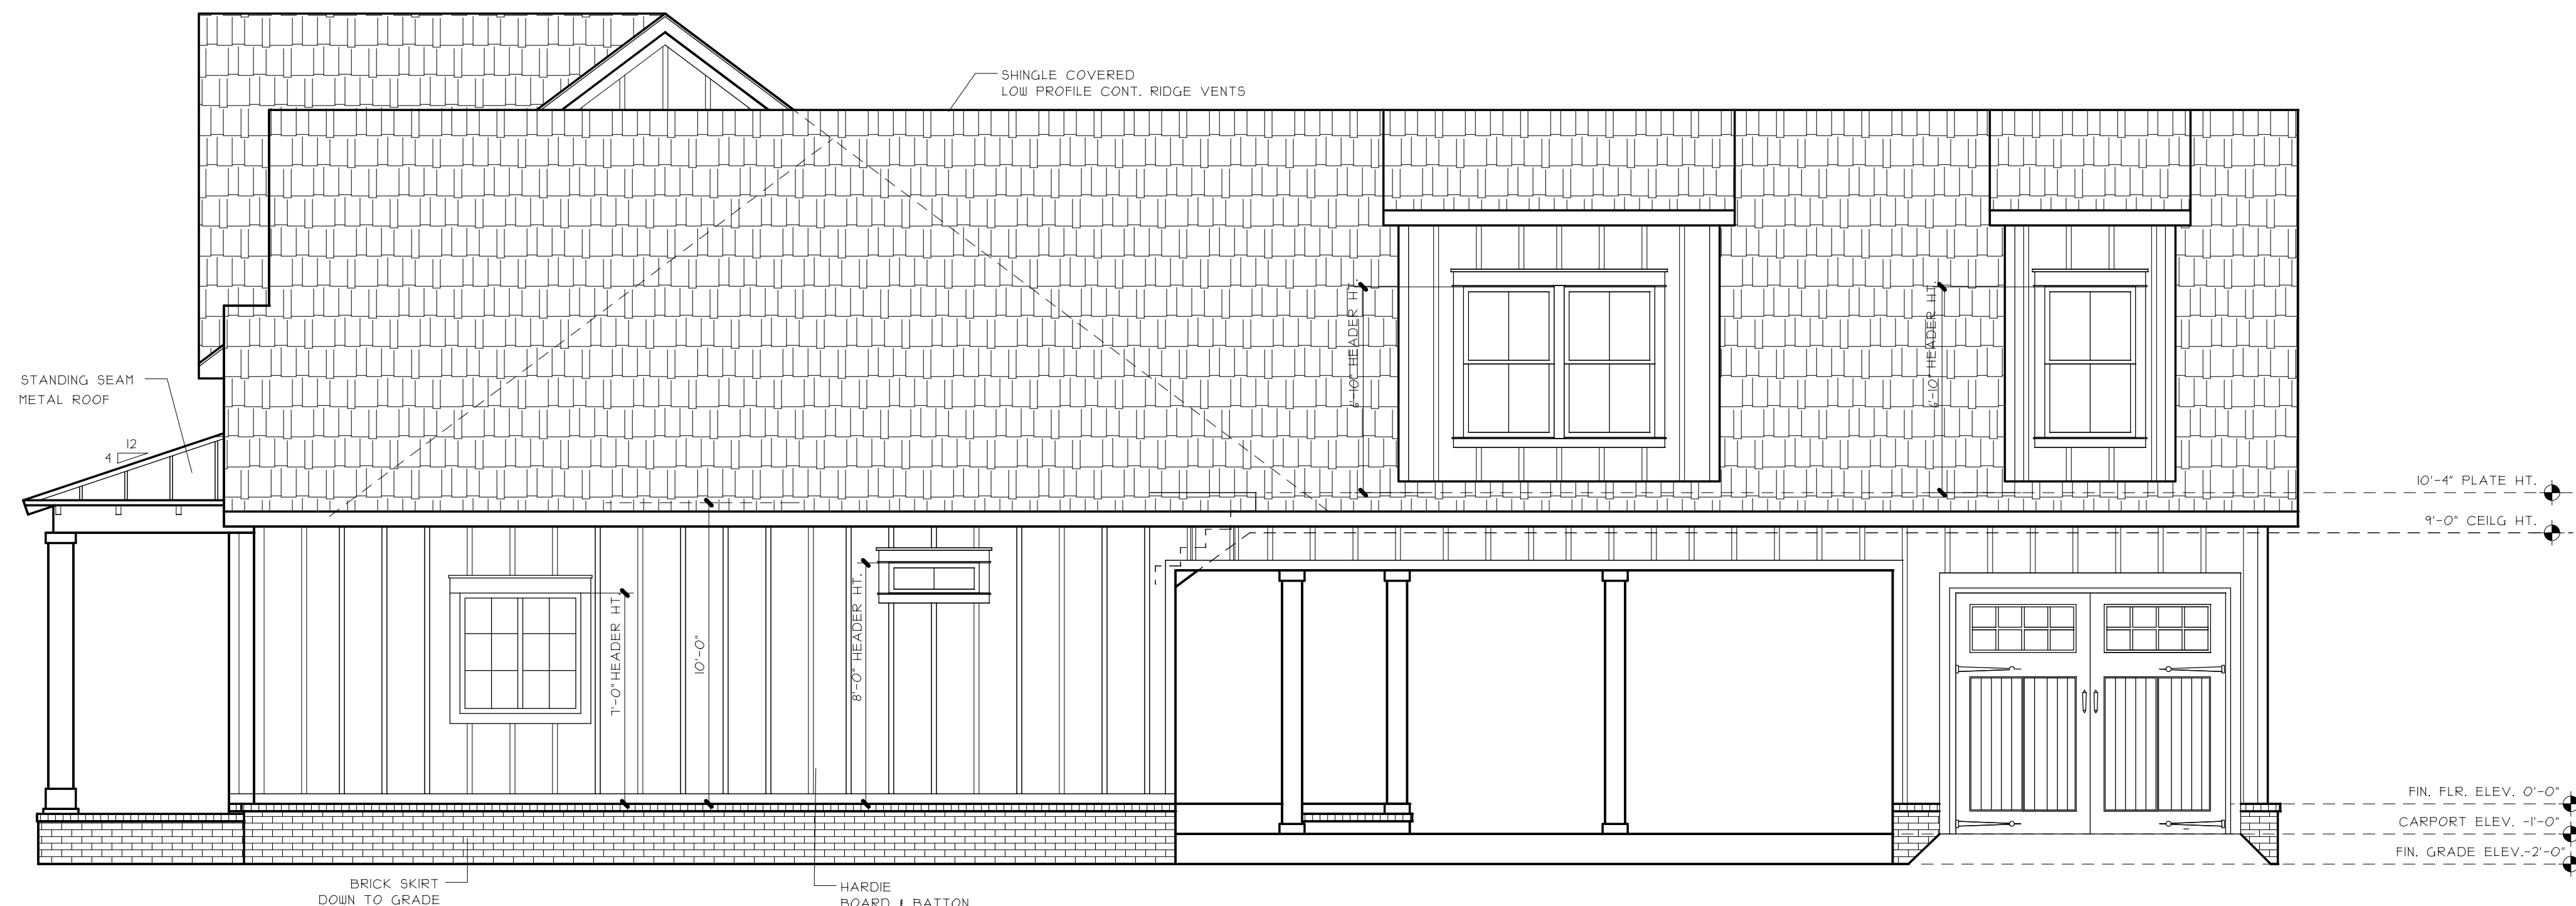 SHINGLE COVERED
LOW PROFILE CONT. RIDGE VENTS
STANDING SEAM
METAL ROOF
12
4
6'-10" HEADER HT.
6'-10" HEADER HT.
10'-4" PLATE HT.
9'-0" CEILG HT.
7'-0" HEADER HT.
10'-0"
8'-0" HEADER HT.
FIN. FLR. ELEV. 0'-0"
CARPORT ELEV. -1'-0"
FIN. GRADE ELEV.-2'-0"
BRICK SKIRT
DOWN TO GRADE
HARDIE
BOARD & BATTON